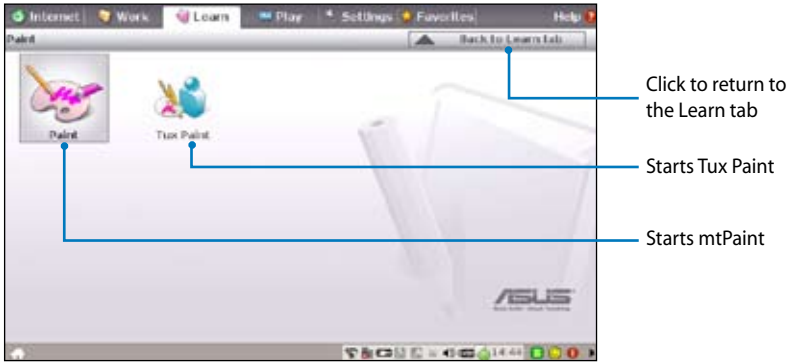 Internet Work Learn Play Settings Favorites Help
Paint Back to Learn tab
Click to return to
the Learn tab
Paint Tux Paint
Starts Tux Paint
Starts mtPaint
ASUS
14:44